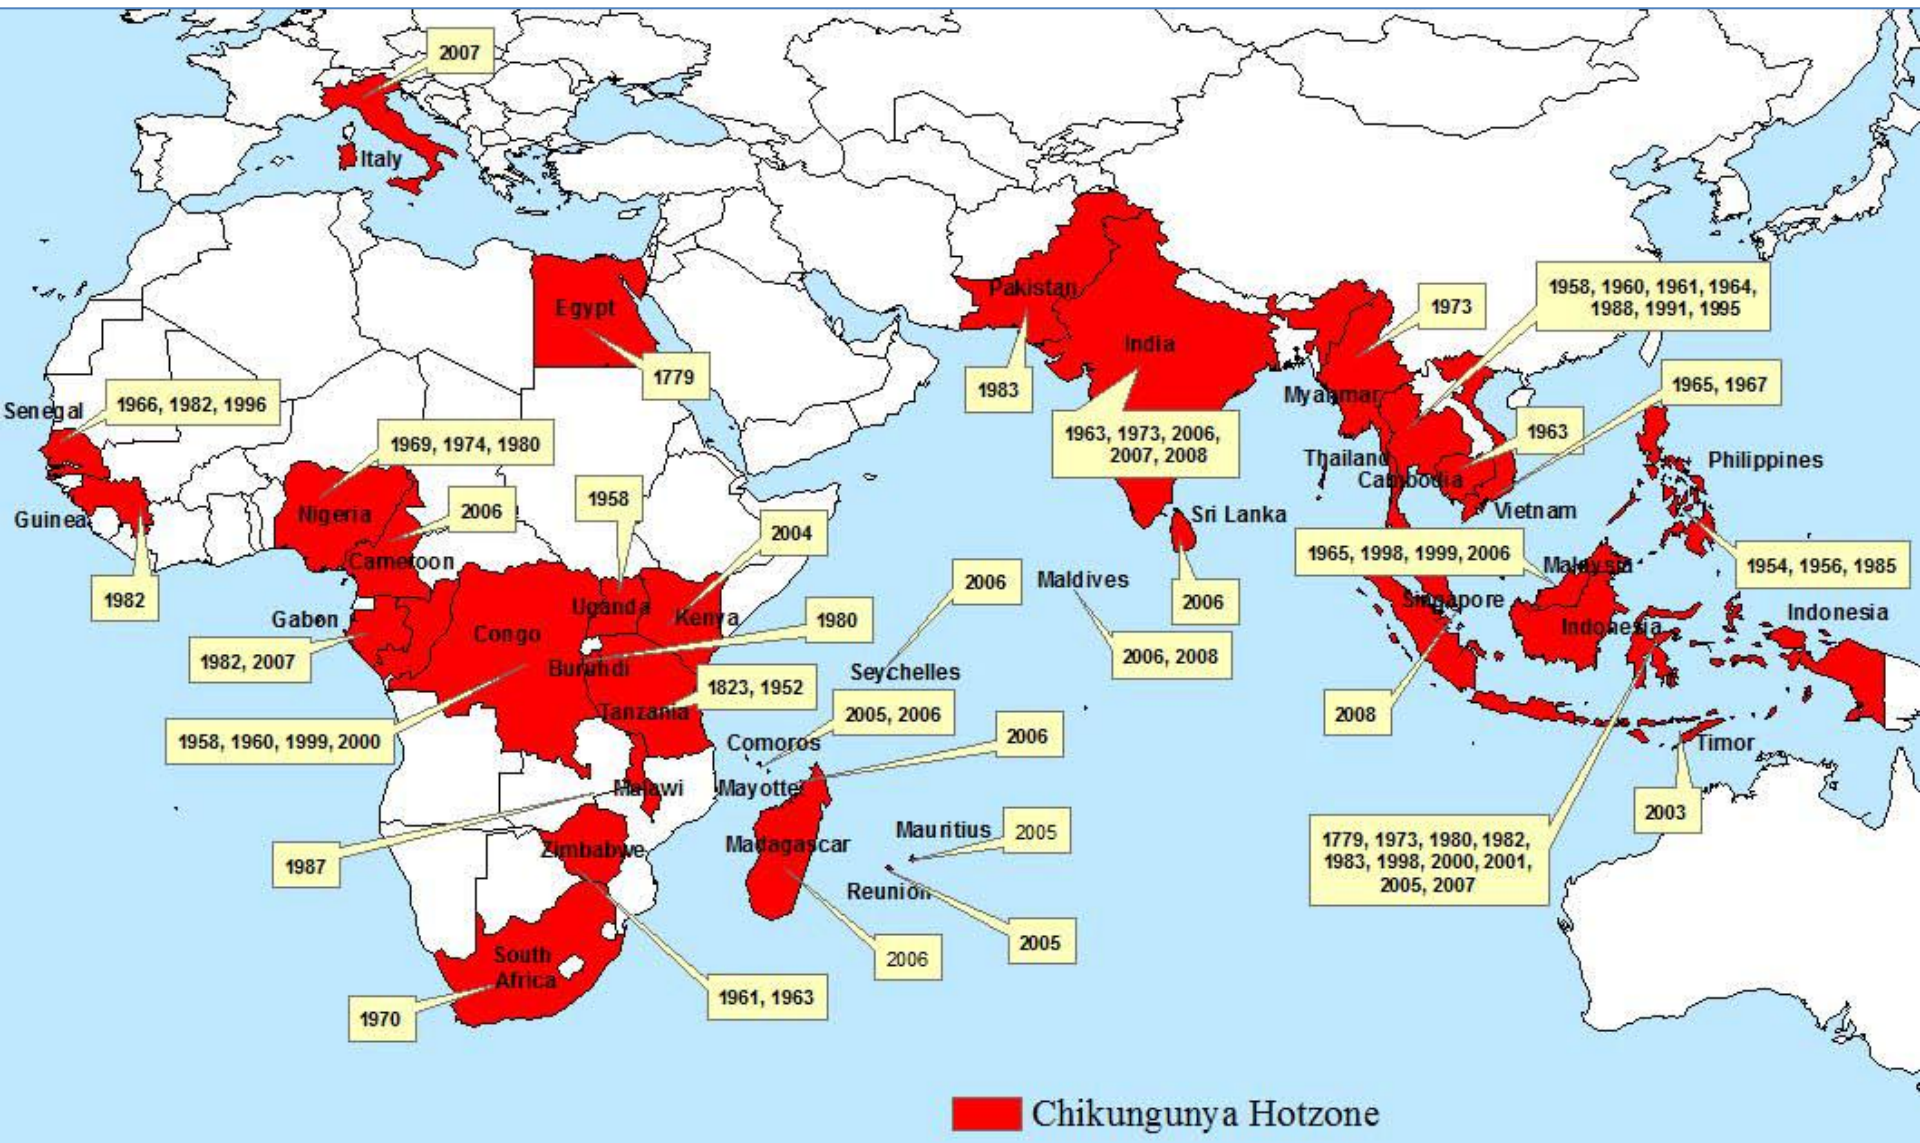 2007
Italy
Egypt
1779
Senegal
1966, 1982, 1996
1969, 1974, 1980
Nigeria
2006
1958
2004
Guinea
Cameroon
1982
Gabon
1982, 2007
Congo
Uganda
Kenya
1980
Burundi
1823, 1952
Tanzania
1958, 1960, 1999, 2000
2006
Seychelles
2005, 2006
Comoros
2006
Malawi
Mayotte
1987
Zimbabwe
Madagascar
Mauritius
2005
Reunion
2005
2006
South
Africa
1961, 1963
1970
Pakistan
1983
India
1963, 1973, 2006,
2007, 2008
1973
Myanmar
1958, 1960, 1961, 1964,
1988, 1991, 1995
1965, 1967
1963
Thailand
Cambodia
Vietnam
Philippines
Sri Lanka
2006
Maldives
2006, 2008
1965, 1998, 1999, 2006
Malaysia
1954, 1956, 1985
Singapore
Indonesia
Indonesia
2008
Timor
2003
1779, 1973, 1980, 1982,
1983, 1998, 2000, 2001,
2005, 2007
Chikungunya Hotzone